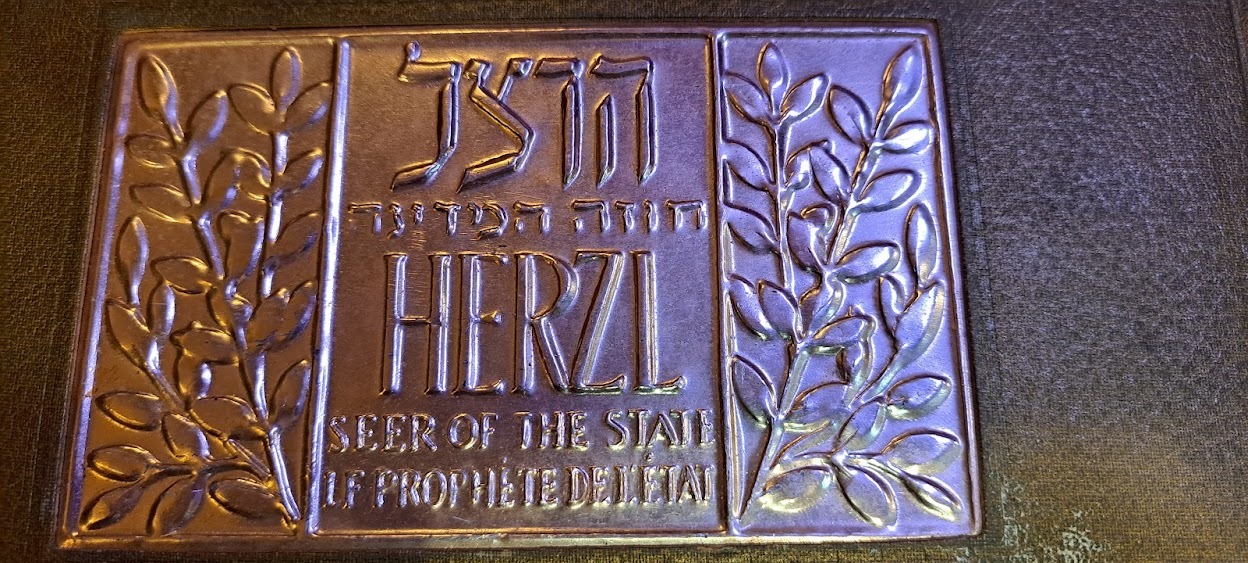 הרצל
חוזה המדינה
HERZL
SEER OF THE STATE
LE PROPHÈTE DE L'ÉTAT